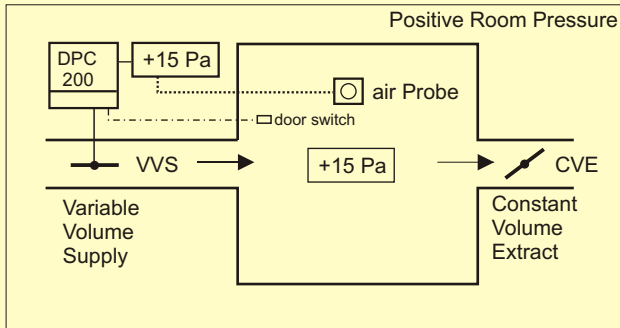 Positive Room Pressure
DPC
200
+15 Pa
air Probe
door switch
VVS
+15 Pa
CVE
Variable
Volume
Supply
Constant
Volume
Extract